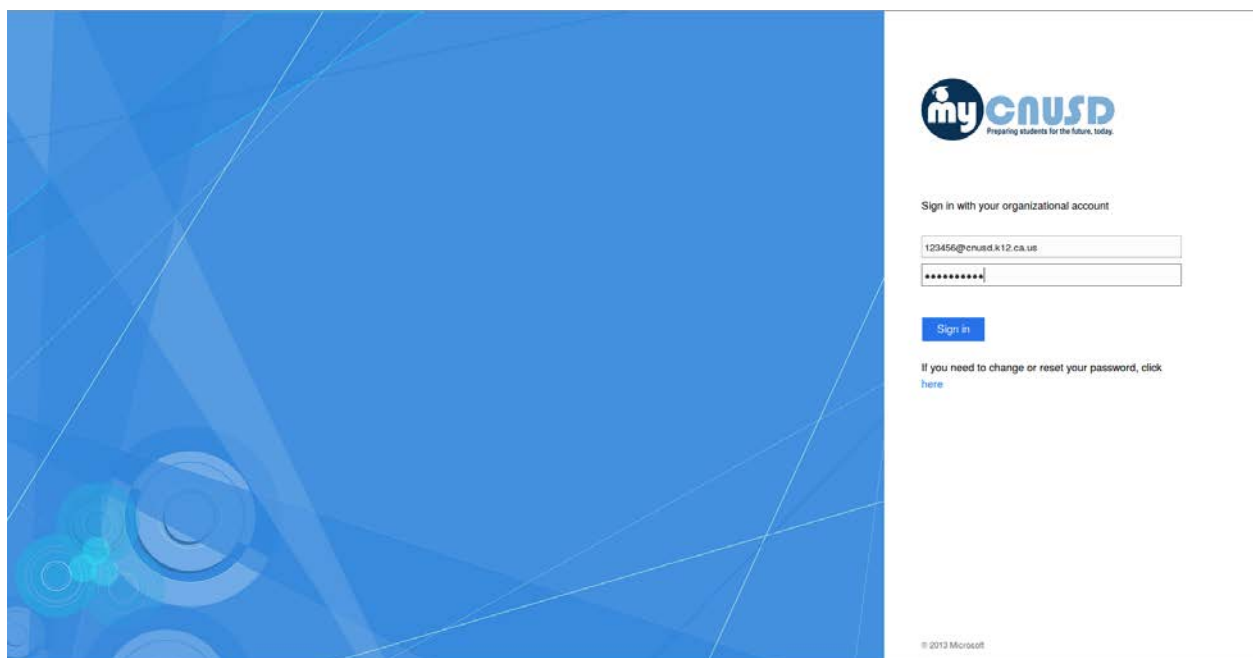 my CNUSD
Preparing students for the future, today.
Sign in with your organizational account
123456@cnusd.k12.ca.us
••••••••••
Sign in
If you need to change or reset your password, click
here
© 2013 Microsoft